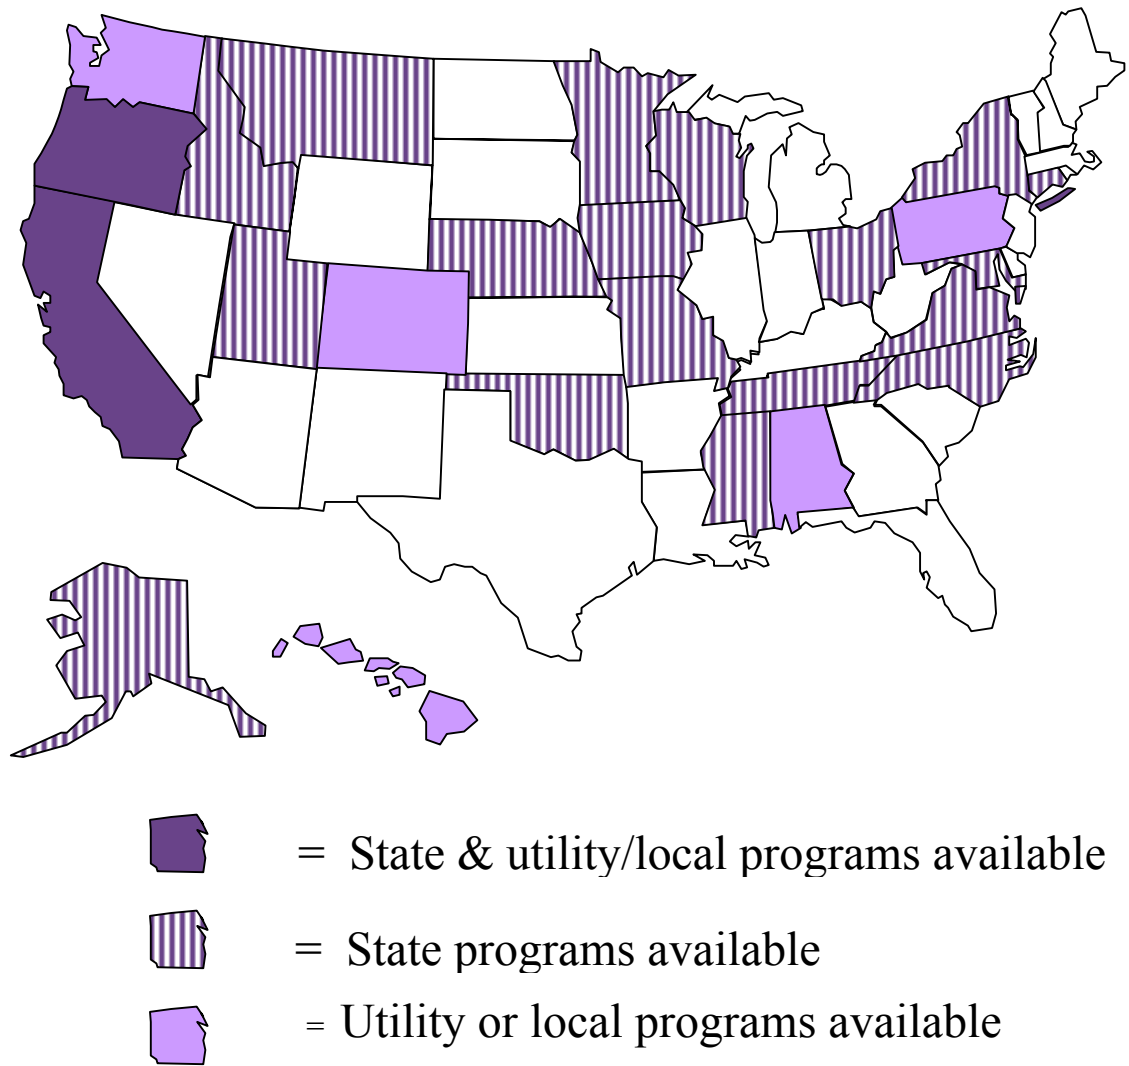 = State & utility/local programs available
= State programs available
= Utility or local programs available